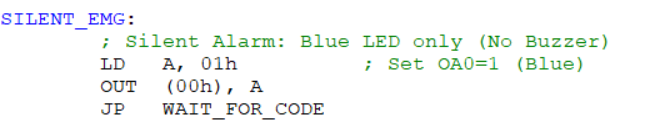 SILENT_EMG:
; Silent Alarm: Blue LED only (No Buzzer)
LD A, 01h ; Set OA0=1 (Blue)
OUT (00h), A
JP WAIT_FOR_CODE